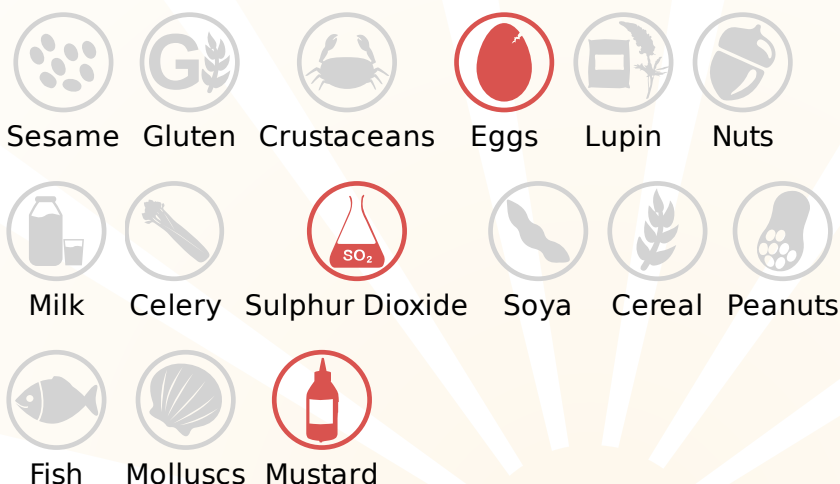 G
Sesame Gluten Crustaceans Eggs Lupin Nuts
SO₂
Milk Celery Sulphur Dioxide Soya Cereal Peanuts
Fish Molluscs Mustard